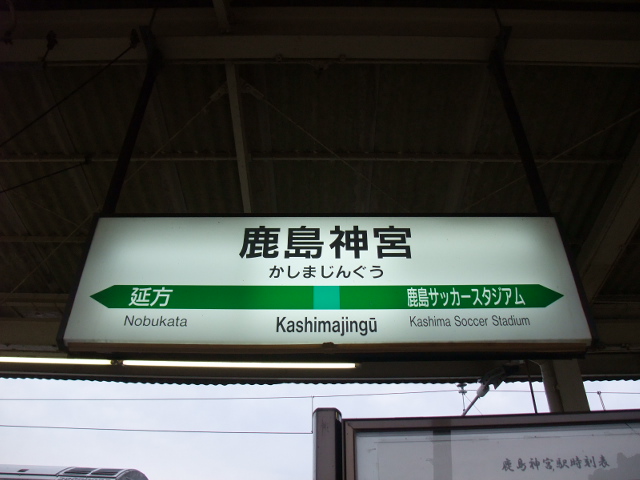 鹿島神宮
かしまじんぐう
延方 鹿島サッカースタジアム
Nobukata Kashimajingū Kashima Soccer Stadium
鹿島神宮駅時刻表